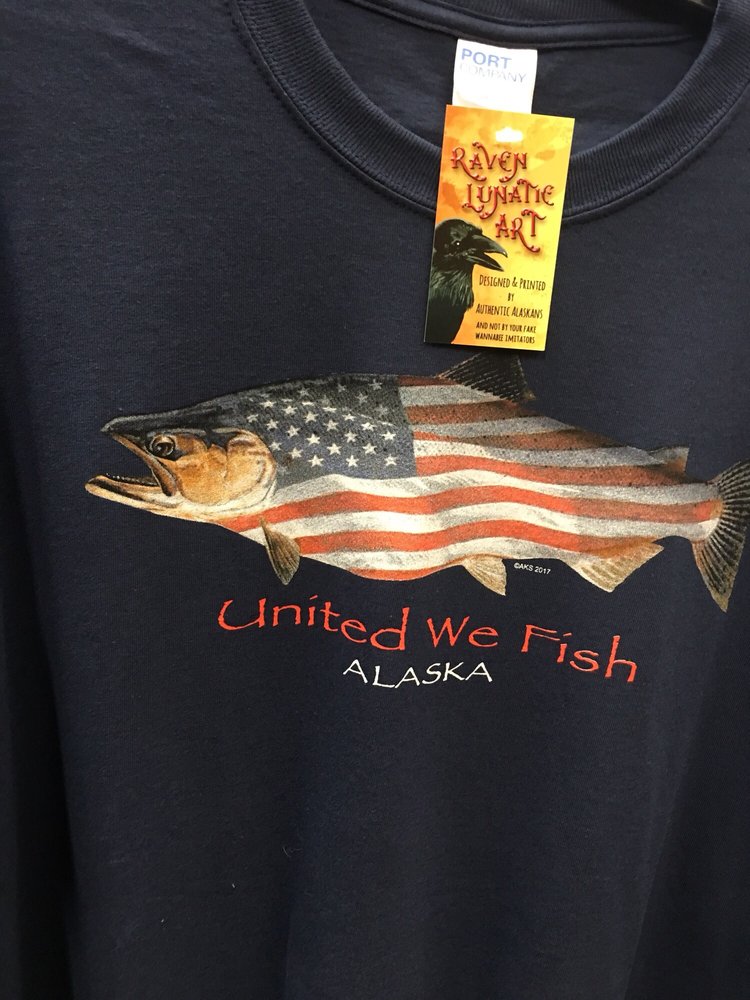 PORT
COMPANY
RAVEN
LUNATIC
ART
DESIGNED & PRINTED
BY
AUTHENTIC ALASKANS
AND NOT BY YOUR FAKE
WANNABEE IMITATORS
©AKS 2017
United We Fish
ALASKA